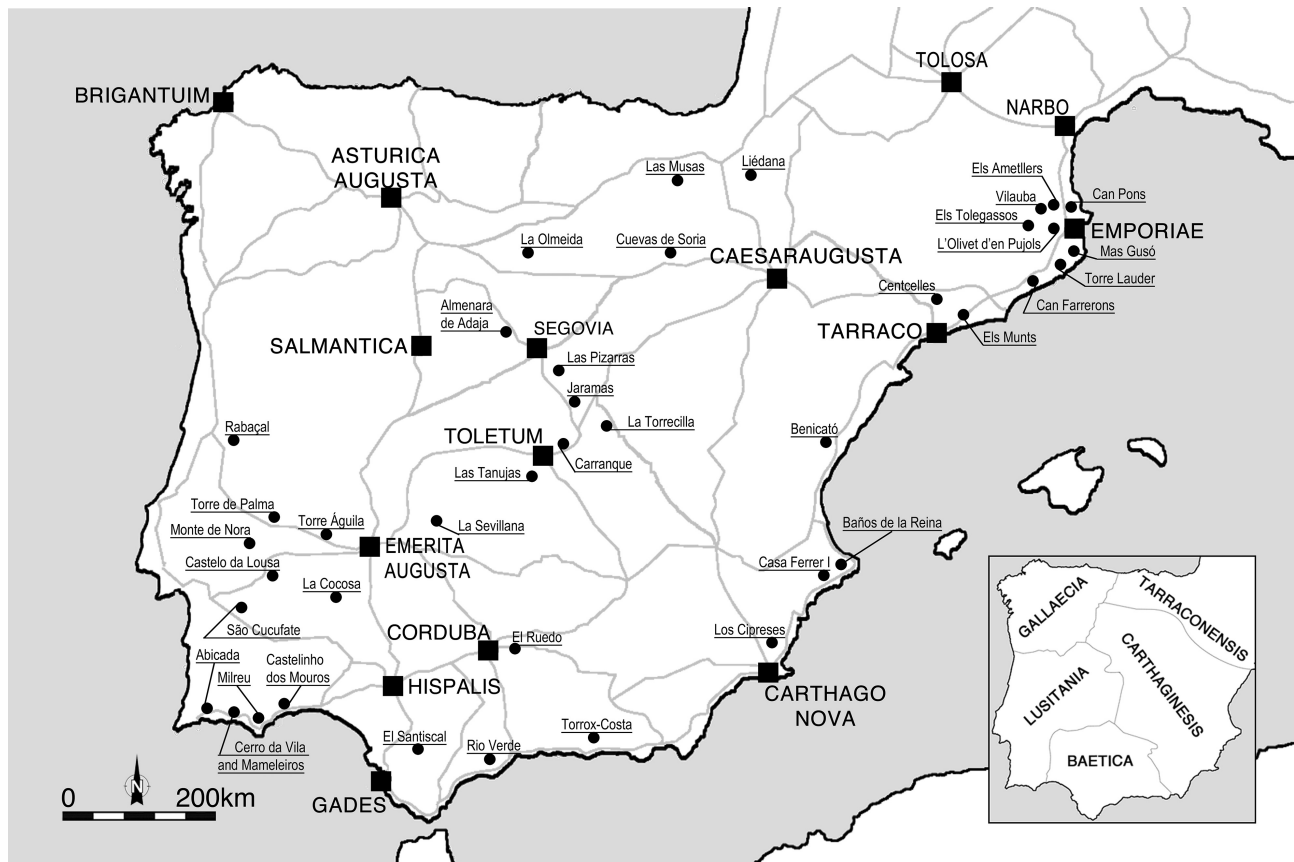 TOLOSA
BRIGANTUIM
NARBO
ASTURICA
AUGUSTA
Las Musas
Liédana
Els Ametllers
Vilauba
Can Pons
Els Tolegassos
EMPORIAE
L'Olivet d'en Pujols
Mas Gusó
La Olmeida
Cuevas de Soria
CAESARAUGUSTA
Torre Lauder
Centcelles
Can Farrerons
Almenara
de Adaja
SEGOVIA
TARRACO
Els Munts
SALMANTICA
Las Pizarras
Jaramas
La Torrecilla
Rabaçal
Benicató
TOLETUM
Carranque
Las Tanujas
Torre de Palma
Torre Águila
La Sevillana
Baños de la Reina
Monte de Nora
EMERITA
AUGUSTA
Castelo da Lousa
Casa Ferrer I
La Cocosa
São Cucufate
CORDUBA
El Ruedo
Los Cipreses
Abicada
Milreu
Castelinho
dos Mouros
HISPALIS
CARTHAGO
NOVA
Cerro da Vila
and Mameleiros
El Santiscal
Rio Verde
Torrox-Costa
GADES
N
0 200km
GALLAECIA
TARRACONENSIS
LUSITANIA
CARTHAGINESIS
BAETICA